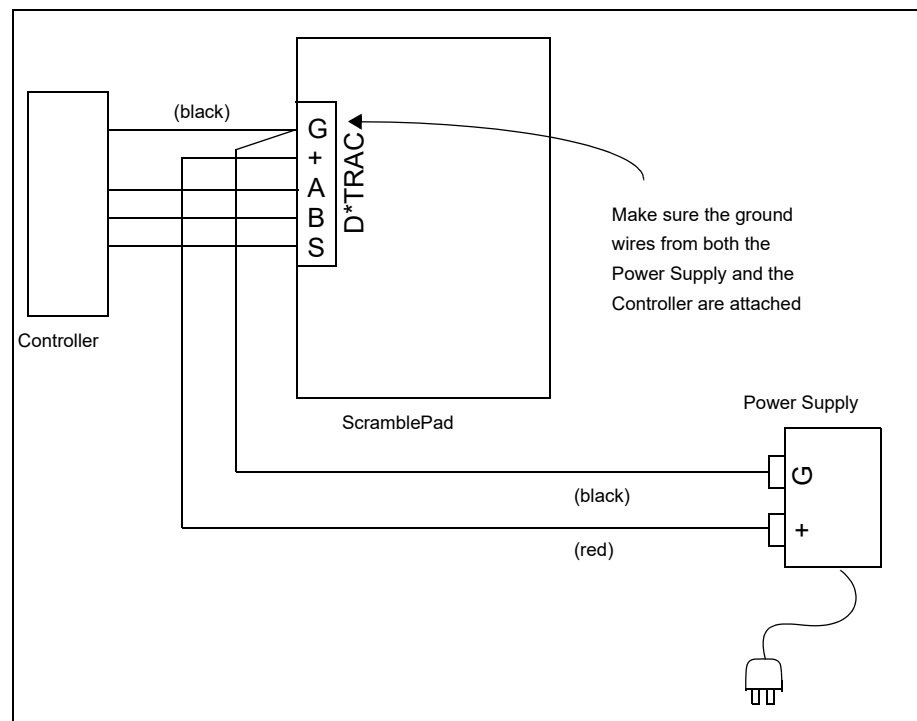 (black)
G
+
A
B
S
D*TRAC
Make sure the ground
wires from both the
Power Supply and the
Controller are attached
Controller
ScramblePad
Power Supply
G
(black)
+
(red)